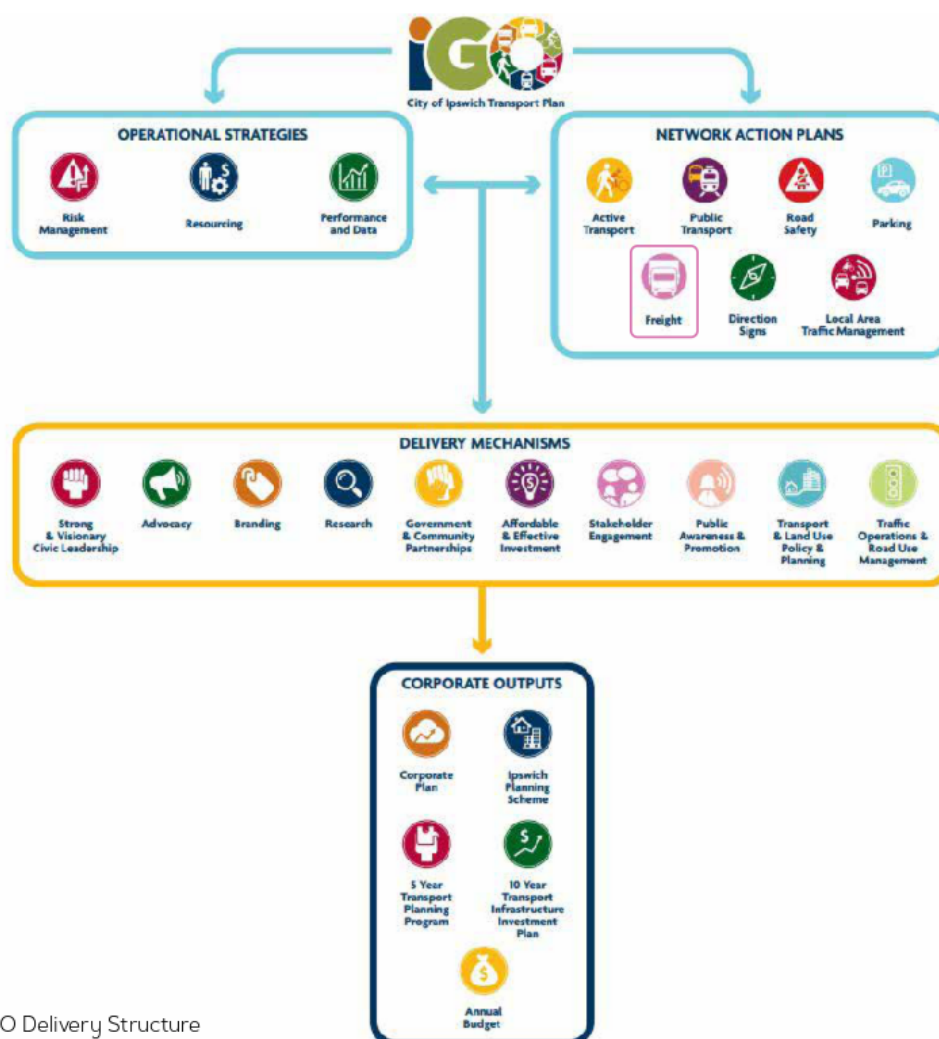 iGO
City of Ipswich Transport Plan
OPERATIONAL STRATEGIES
Risk
Management
Resourcing
Performance
and Data
NETWORK ACTION PLANS
Active
Transport
Public
Transport
Road
Safety
Parking
Freight
Direction
Signs
Local Area
Traffic Management
DELIVERY MECHANISMS
Strong
& Visionary
Civic Leadership
Advocacy
Branding
Research
Government
& Community
Partnerships
Affordable
& Effective
Investment
Stakeholder
Engagement
Public
Awareness &
Promotion
Transport
& Land Use
Policy &
Planning
Traffic
Operations &
Road Use
Management
CORPORATE OUTPUTS
Corporate
Plan
Ipswich
Planning
Scheme
5 Year
Transport
Planning
Program
10 Year
Transport
Infrastructure
Investment
Plan
Annual
Budget
O Delivery Structure